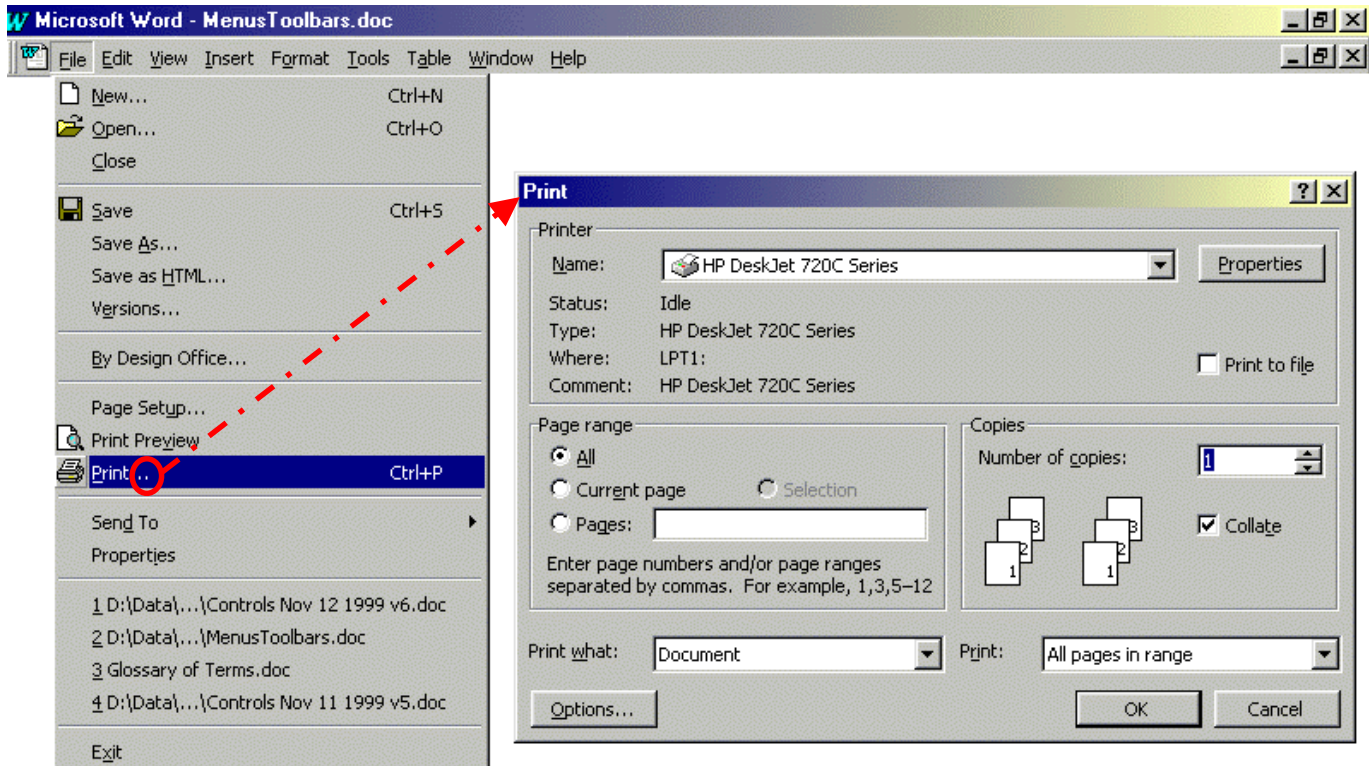 Microsoft Word - MenusToolbars.doc
File Edit View Insert Format Tools Table Window Help
New... Ctrl+N
Open... Ctrl+O
Close
Save Ctrl+S
Save As...
Save as HTML...
Versions...
By Design Office...
Page Setup...
Print Preview
Print... Ctrl+P
Send To
Properties
1 D:\Data\...\Controls Nov 12 1999 v6.doc
2 D:\Data\...\MenusToolbars.doc
3 Glossary of Terms.doc
4 D:\Data\...\Controls Nov 11 1999 v5.doc
Exit
Print
Printer
Name: HP DeskJet 720C Series Properties
Status: Idle
Type: HP DeskJet 720C Series
Where: LPT1:
Print to file
Comment: HP DeskJet 720C Series
Page range
All
Current page Selection
Pages:
Enter page numbers and/or page ranges
separated by commas. For example, 1,3,5–12
Copies
Number of copies: 1
3 3
2 2
1 1
Collate
Print what: Document
Print: All pages in range
Options... OK Cancel